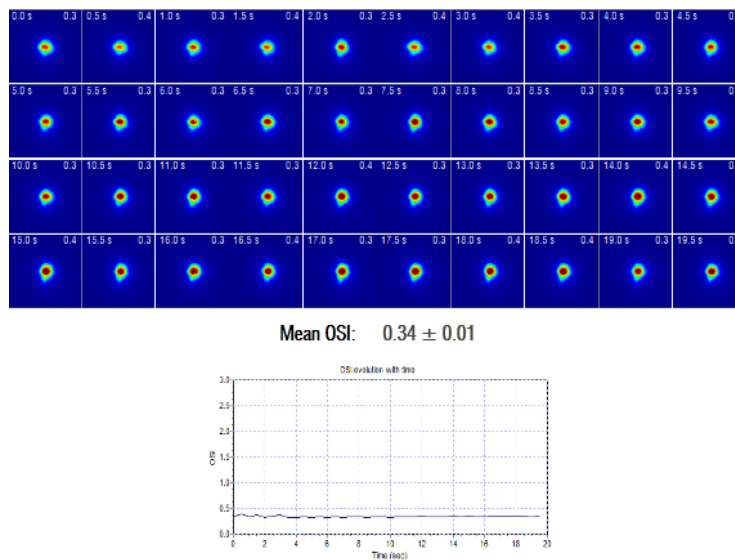 0.0 s 0.3 0.5 s 0.4 1.0 s 0.3 1.5 s 0.4 2.0 s 0.3 2.5 s 0.4 3.0 s 0.3 3.5 s 0.3 4.0 s 0.3 4.5 s
5.0 s 0.3 5.5 s 0.3 6.0 s 0.3 6.5 s 0.3 7.0 s 0.3 7.5 s 0.3 8.0 s 0.3 8.5 s 0.3 9.0 s 0.3 9.5 s
10.0 s 0.3 10.5 s 0.3 11.0 s 0.3 11.5 s 0.3 12.0 s 0.4 12.5 s 0.3 13.0 s 0.3 13.5 s 0.3 14.0 s 0.4 14.5 s
15.0 s 0.4 15.5 s 0.3 16.0 s 0.3 16.5 s 0.4 17.0 s 0.3 17.5 s 0.3 18.0 s 0.4 18.5 s 0.4 19.0 s 0.3 19.5 s
Mean OSI: 0.34 ± 0.01
OSI evolution with time
3.0
2.5
2.0
1.5
OSI
1.0
0.5
0.0
0 2 4 6 8 10 12 14 16 18 20
Time (sec)